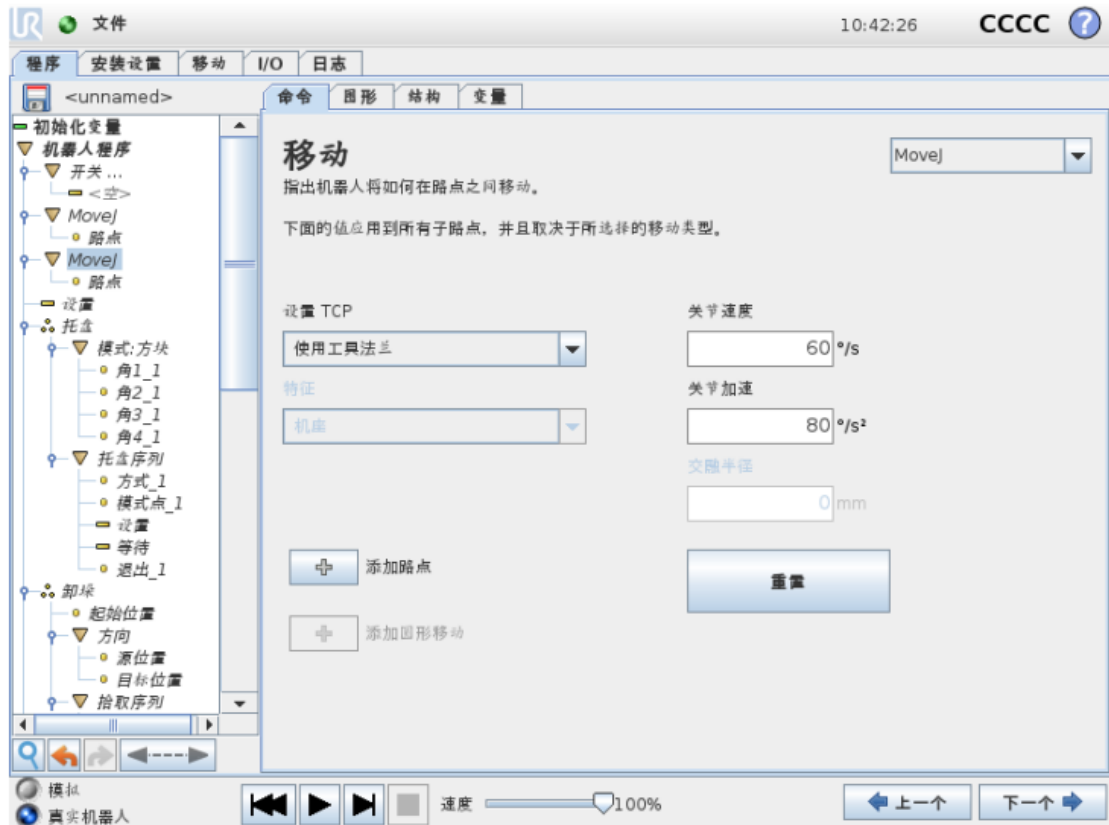 UR
文件
10:42:26
CCCC
?
程序
安装设置
移动
I/O
日志
<unnamed>
命令
图形
结构
变量
初始化变量
机器人程序
开关 ...
<空>
MoveJ
路点
MoveJ
路点
设置
托盘
模式:方块
角1_1
角2_1
角3_1
角4_1
托盘序列
方式_1
模式点_1
设置
等待
退出_1
卸垛
起始位置
方向
源位置
目标位置
拾取序列
移动
MoveJ
指出机器人将如何在路点之间移动。
下面的值应用到所有子路点，并且取决于所选择的移动类型。
设置 TCP
关节速度
使用工具法兰
60 °/s
特征
关节加速
机座
80 °/s²
交融半径
0 mm
添加路点
重置
添加圆形移动
模拟
真实机器人
速度
100%
上一个
下一个